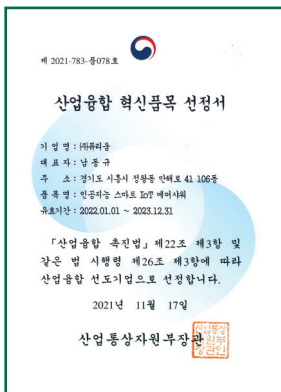 제 2021-783-품078호
산업융합 혁신품목 선정서
기 업 명 : ㈜퓨리움
대 표 자 : 남 동 규
주 소 : 경기도 시흥시 정왕동 만해로 41 106동
품 목 명 : 인공지능 스마트 IoT 에어샤워
유효기간 : 2022.01.01 ~ 2023.12.31
「산업융합 촉진법」제22조 제3항 및
같은 법 시행령 제26조 제3항에 따라
산업융합 선도기업으로 선정합니다.
2021년 11월 17일
산업통상자원부장관